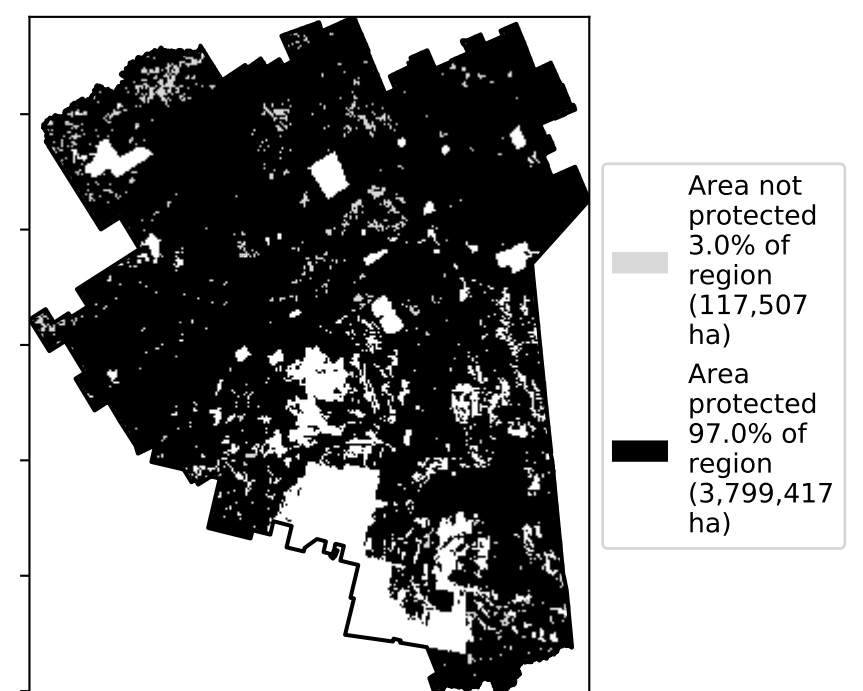 Area not
protected
3.0% of
region
(117,507
ha)
Area
protected
97.0% of
region
(3,799,417
ha)